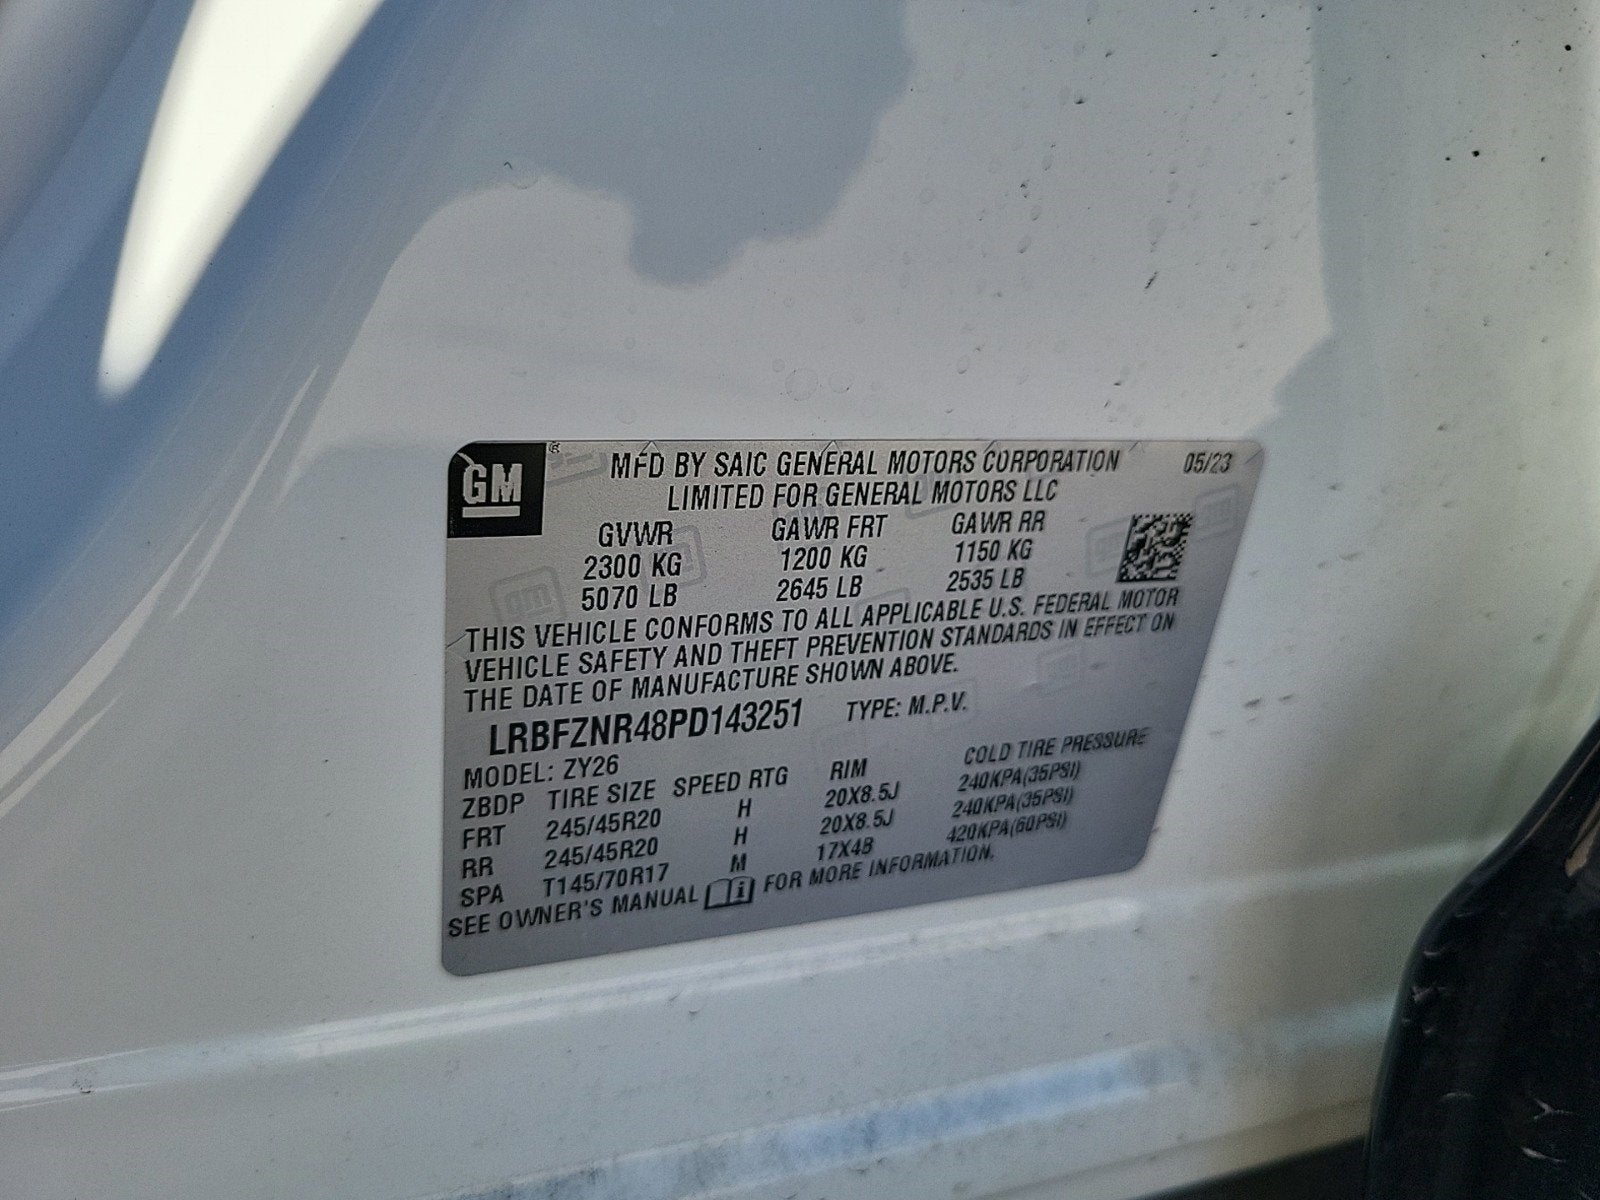 GM ®
MFD BY SAIC GENERAL MOTORS CORPORATION 05/23
LIMITED FOR GENERAL MOTORS LLC
GVWR GAWR FRT GAWR RR
2300 KG 1200 KG 1150 KG
5070 LB 2645 LB 2535 LB
THIS VEHICLE CONFORMS TO ALL APPLICABLE U.S. FEDERAL MOTOR
VEHICLE SAFETY AND THEFT PREVENTION STANDARDS IN EFFECT ON
THE DATE OF MANUFACTURE SHOWN ABOVE.
LRBFZNR48PD143251 TYPE: M.P.V.
MODEL: ZY26
ZBDP TIRE SIZE SPEED RTG RIM COLD TIRE PRESSURE
FRT 245/45R20 H 20X8.5J 240KPA(35PSI)
RR 245/45R20 H 20X8.5J 240KPA(35PSI)
SPA T145/70R17 M 17X4B 420KPA(60PSI)
SEE OWNER'S MANUAL i FOR MORE INFORMATION.